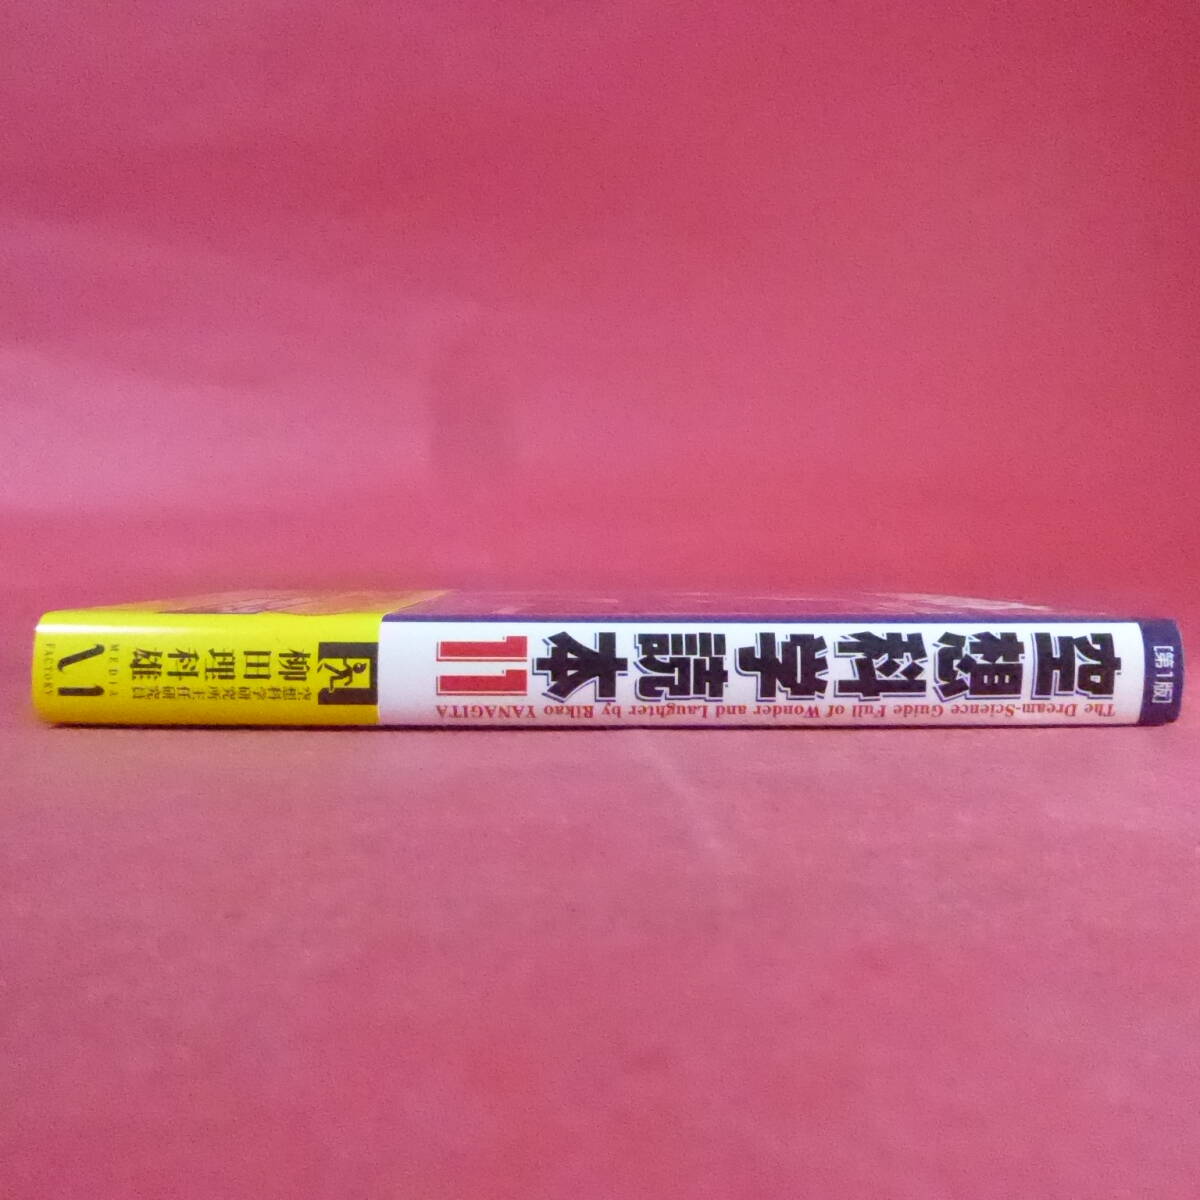 [第1版]
空想科学読本
11
The Dream-Science Guide Full of Wonder and Laughter by Rikao YANAGITA
空想科学研究所主任研究員
柳田理科雄
MEDIA
FACTORY